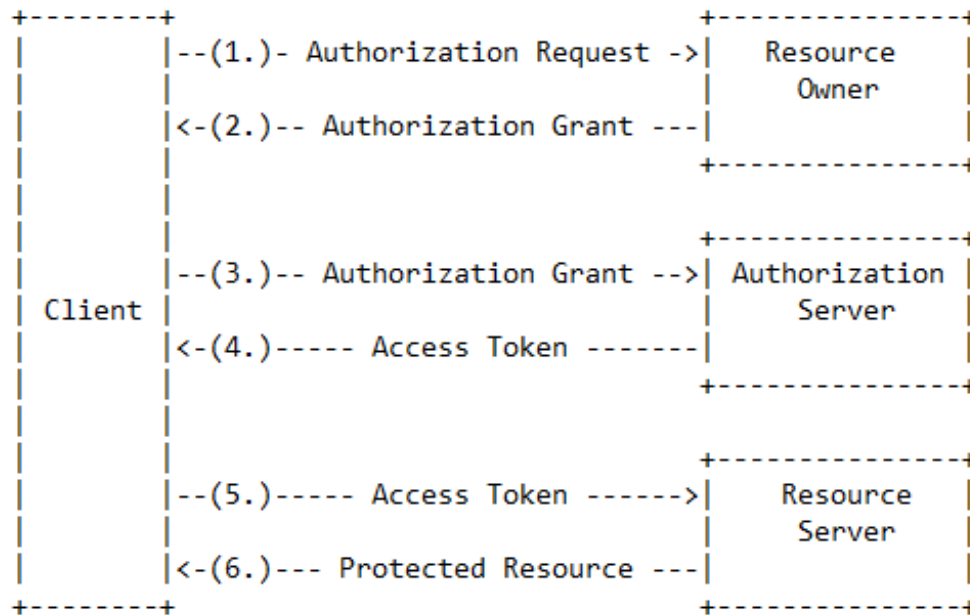 +--------+                                 +---------------+
|        |--(1.)- Authorization Request ->|   Resource    |
|        |                                |     Owner     |
|        |<-(2.)-- Authorization Grant ---|               |
|        |                                +---------------+
|        |
|        |                                +---------------+
|        |--(3.)-- Authorization Grant -->| Authorization |
| Client |                                |     Server    |
|        |<-(4.)----- Access Token -------|               |
|        |                                +---------------+
|        |
|        |                                +---------------+
|        |--(5.)----- Access Token ------>|    Resource   |
|        |                                |     Server    |
|        |<-(6.)--- Protected Resource ---|               |
+--------+                                +---------------+